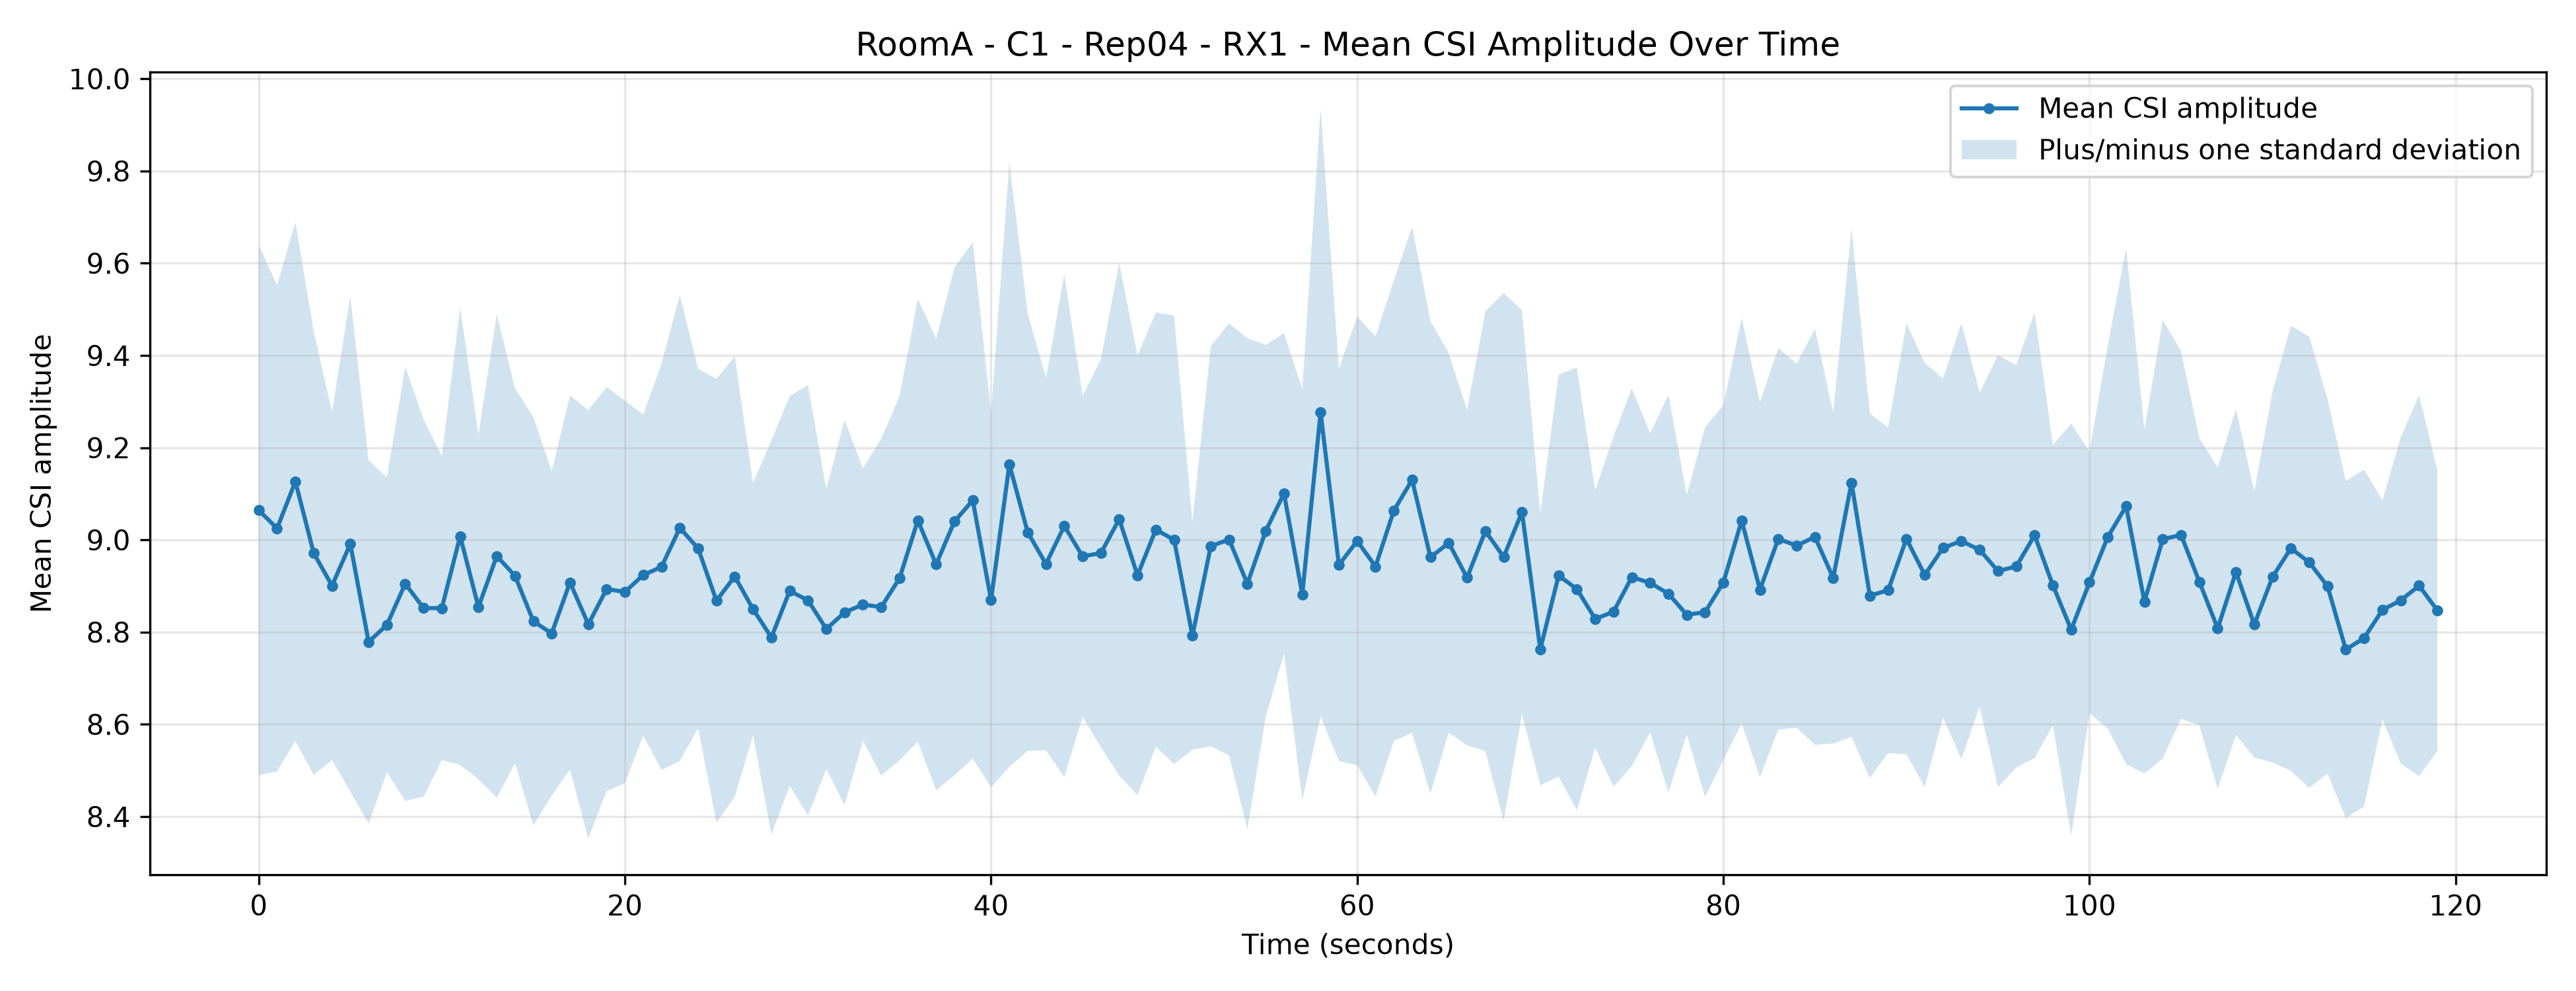 RoomA - C1 - Rep04 - RX1 - Mean CSI Amplitude Over Time
Mean CSI amplitude
Plus/minus one standard deviation
Mean CSI amplitude
10.0
9.8
9.6
9.4
9.2
9.0
8.8
8.6
8.4
0 20 40 60 80 100 120
Time (seconds)